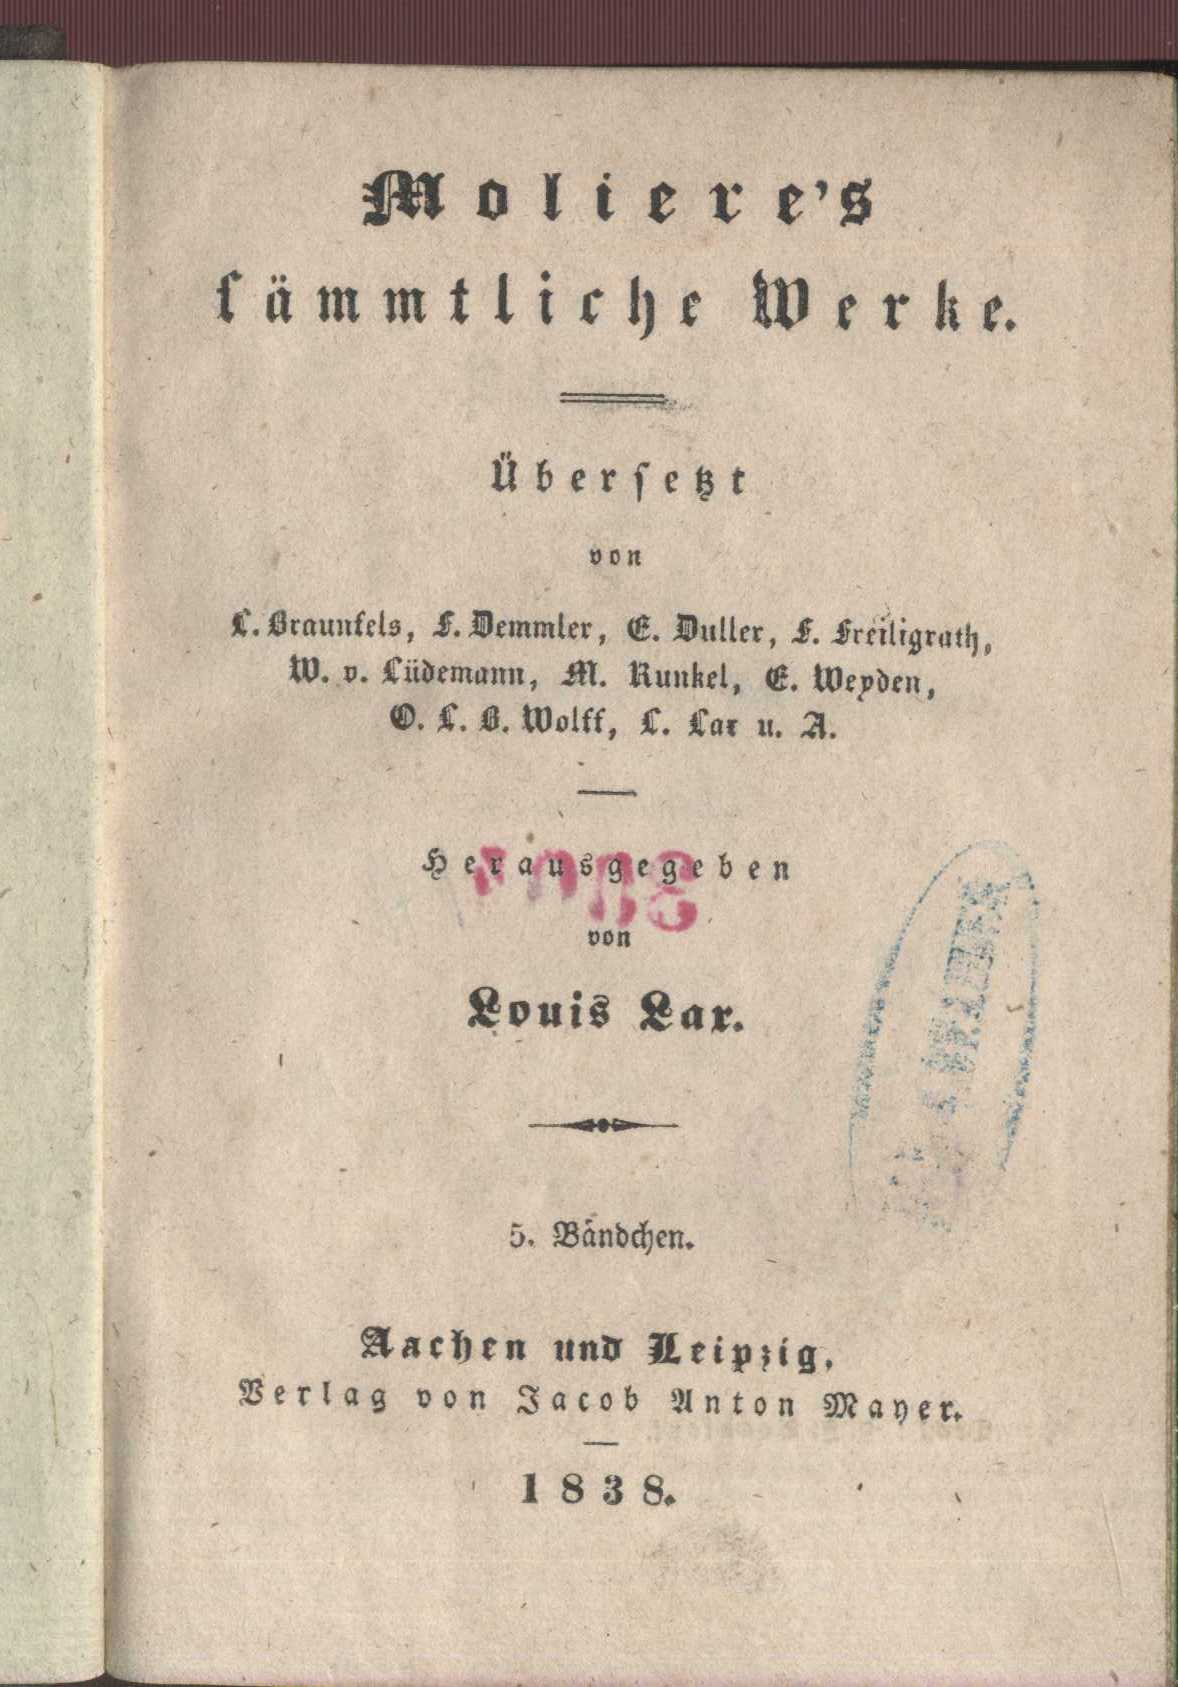 Moliere's
sämmtliche Werke.
Übersetzt
von
L. Braunfels, F. Demmler, E. Duller, F. Freiligrath,
W. v. Lüdemann, M. Runkel, E. Weyden,
O. L. B. Wolff, L. Lax u. A.
Herausgegeben
von
Louis Lax.
5. Bändchen.
Aachen und Leipzig,
Verlag von Jacob Anton Mayer.
1838.